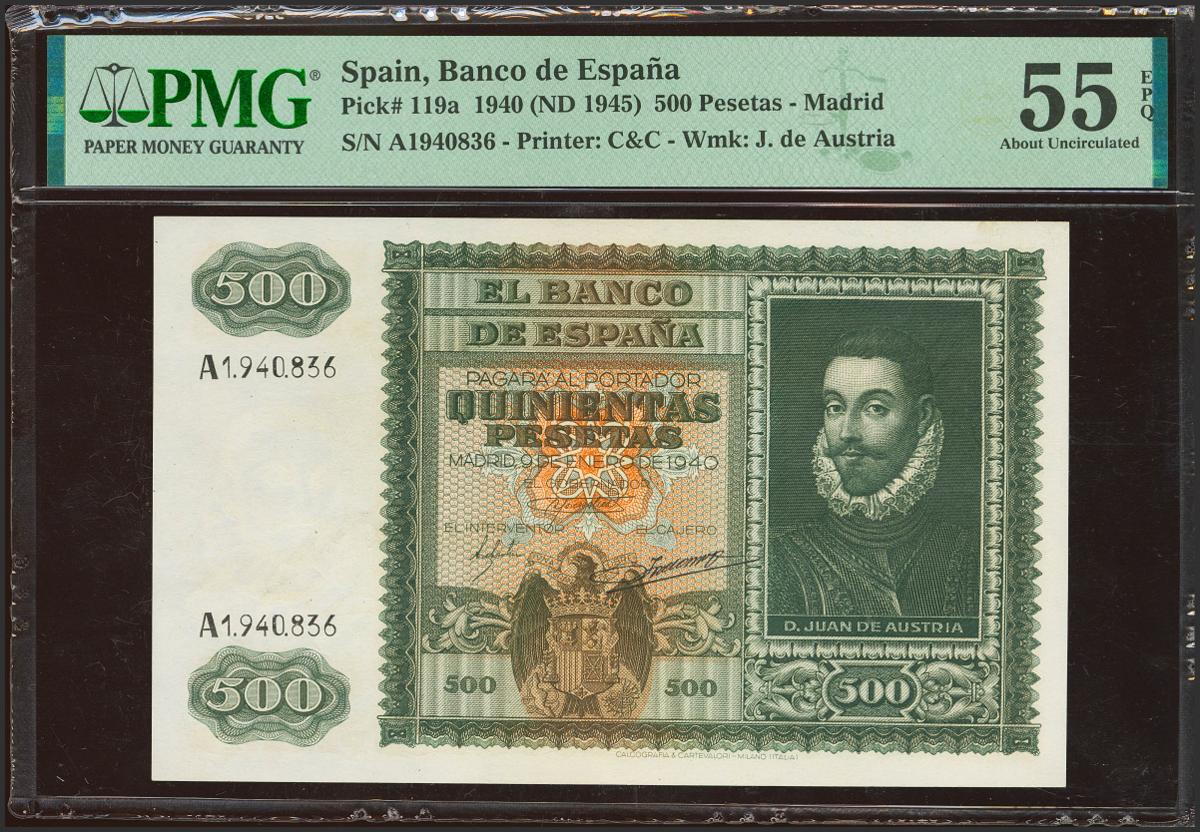 PMG®
PAPER MONEY GUARANTY
Spain, Banco de España
Pick# 119a 1940 (ND 1945) 500 Pesetas - Madrid
S/N A1940836 - Printer: C&C - Wmk: J. de Austria
55 EPQ
About Uncirculated
500
A1.940.836
EL BANCO
DE ESPAÑA
PAGARÁ AL PORTADOR
QUINIENTAS
PESETAS
MADRID, 9 DE ENERO DE 1940
EL GOBERNADOR
EL INTERVENTOR EL CAJERO
D. JUAN DE AUSTRIA
A1.940.836
500
500 500
500
CALCOGRAFIA & CARTEVALORI - MILANO (ITALIA)